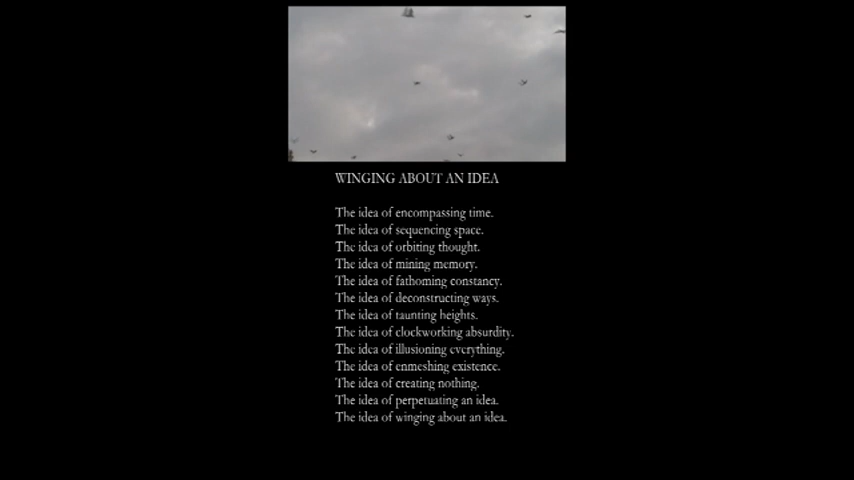 WINGING ABOUT AN IDEA
The idea of encompassing time.
The idea of sequencing space.
The idea of orbiting thought.
The idea of mining memory.
The idea of fathoming constancy.
The idea of deconstructing ways.
The idea of taunting heights.
The idea of clockworking absurdity.
The idea of illusioning everything.
The idea of enmeshing existence.
The idea of creating nothing.
The idea of perpetuating an idea.
The idea of winging about an idea.